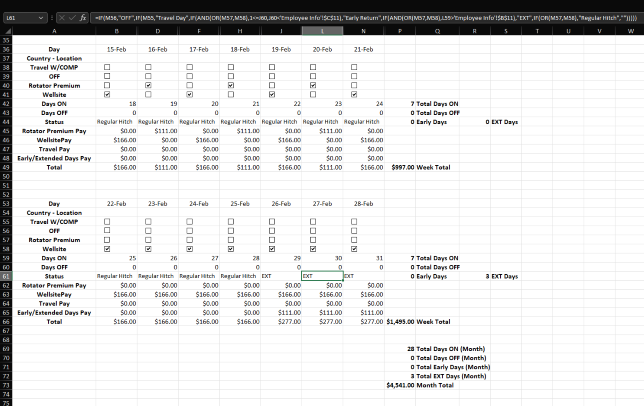 L61 fx =IF(M56,"OFF",IF(M55,"Travel Day",IF(AND(OR(M57,M58),1<=J60,J60<'Employee Info'!$C$11),"Early Return",IF(AND(OR(M57,M58),L59>'Employee Info'!$B$11),"EXT",IF(OR(M57,M58),"Regular Hitch","")))))
A B D F H J L N P Q R S T U V W
35
36 Day 15-Feb 16-Feb 17-Feb 18-Feb 19-Feb 20-Feb 21-Feb
37 Country - Location
38 Travel W/COMP
39 OFF
40 Rotator Premium
41 Wellsite
42 Days ON 18 19 20 21 22 23 24 7 Total Days ON
43 Days OFF 0 0 0 0 0 0 0 0 Total Days OFF
44 Status Regular Hitch Regular Hitch Regular Hitch Regular Hitch Regular Hitch Regular Hitch Regular Hitch 0 Early Days 0 EXT Days
45 Rotator Premium Pay $0.00 $111.00 $0.00 $111.00 $0.00 $111.00 $0.00
46 WellsitePay $166.00 $0.00 $166.00 $0.00 $166.00 $0.00 $166.00
47 Travel Pay $0.00 $0.00 $0.00 $0.00 $0.00 $0.00 $0.00
48 Early/Extended Days Pay $0.00 $0.00 $0.00 $0.00 $0.00 $0.00 $0.00
49 Total $166.00 $111.00 $166.00 $111.00 $166.00 $111.00 $166.00 $997.00 Week Total
50
51
52
53 Day 22-Feb 23-Feb 24-Feb 25-Feb 26-Feb 27-Feb 28-Feb
54 Country - Location
55 Travel W/COMP
56 OFF
57 Rotator Premium
58 Wellsite
59 Days ON 25 26 27 28 29 30 31 7 Total Days ON
60 Days OFF 0 0 0 0 0 0 0 0 Total Days OFF
61 Status Regular Hitch Regular Hitch Regular Hitch Regular Hitch EXT EXT EXT 0 Early Days 3 EXT Days
62 Rotator Premium Pay $0.00 $0.00 $0.00 $0.00 $0.00 $0.00 $0.00
63 WellsitePay $166.00 $166.00 $166.00 $166.00 $166.00 $166.00 $166.00
64 Travel Pay $0.00 $0.00 $0.00 $0.00 $0.00 $0.00 $0.00
65 Early/Extended Days Pay $0.00 $0.00 $0.00 $0.00 $111.00 $111.00 $111.00
66 Total $166.00 $166.00 $166.00 $166.00 $277.00 $277.00 $277.00 $1,495.00 Week Total
67
68
69 28 Total Days ON (Month)
70 0 Total Days OFF (Month)
71 0 Total Early Days (Month)
72 3 Total EXT Days (Month)
73 $4,541.00 Month Total
74
75